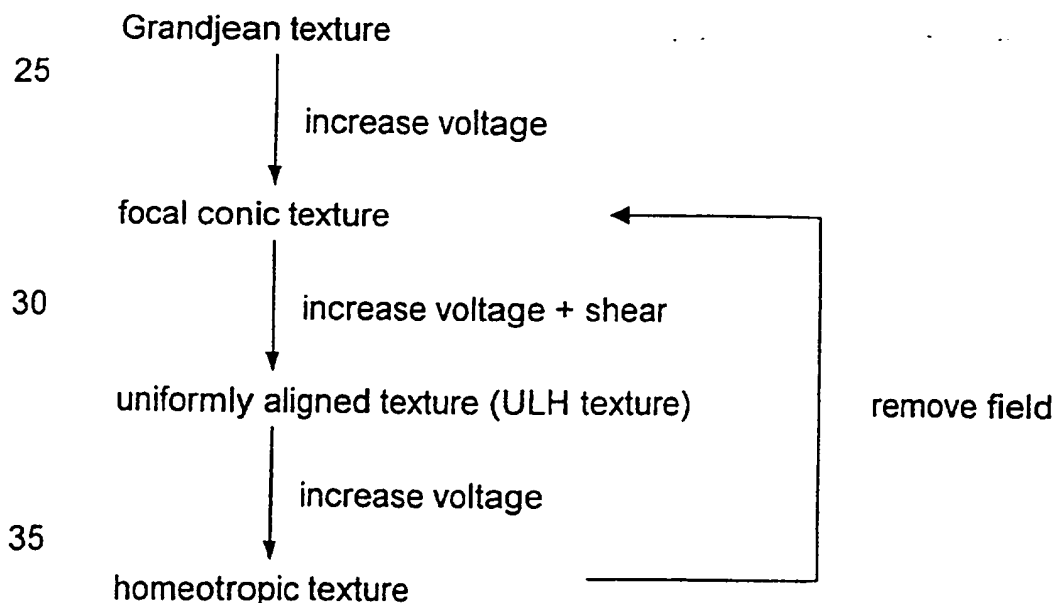 Grandjean texture
25
increase voltage
focal conic texture
30
increase voltage + shear
uniformly aligned texture (ULH texture)
remove field
increase voltage
35
homeotropic texture